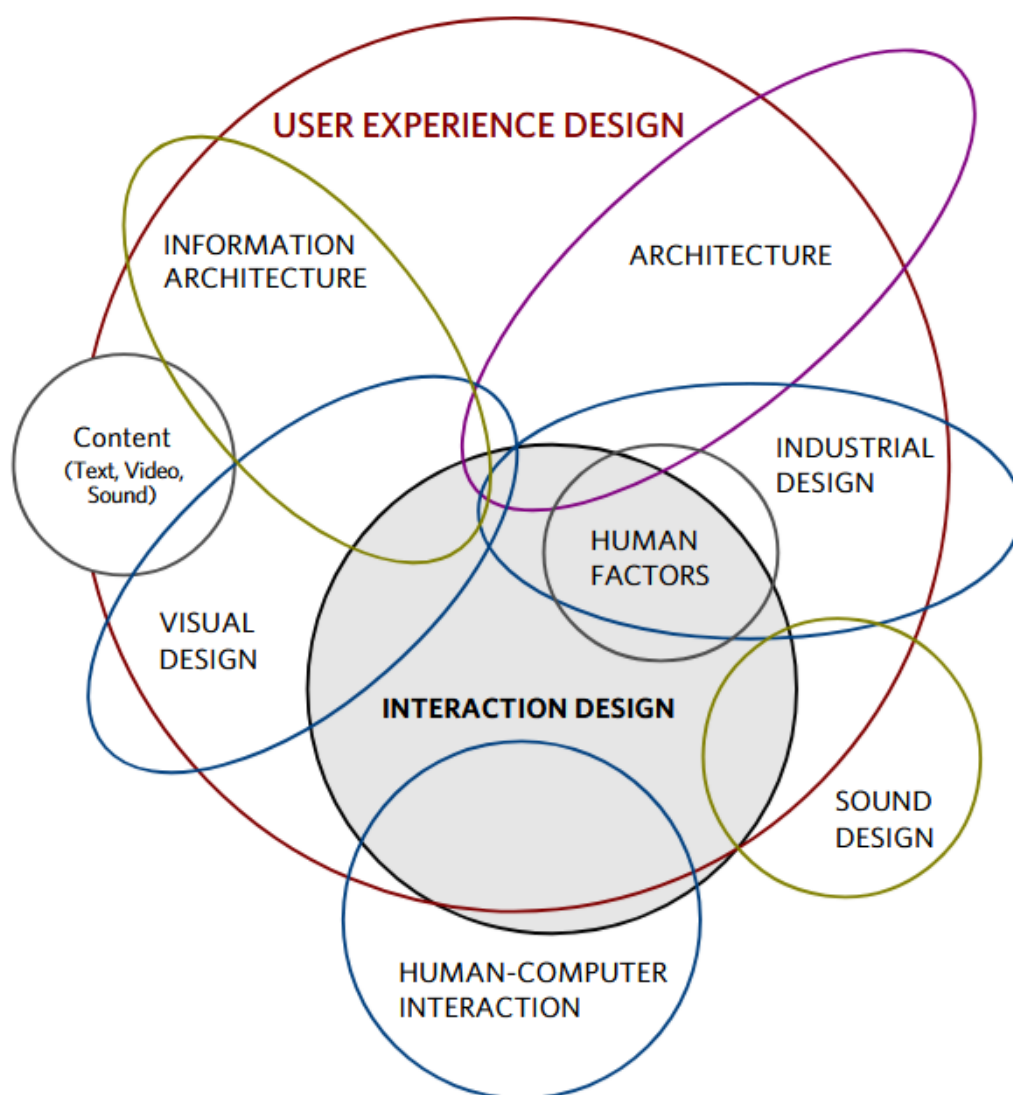 USER EXPERIENCE DESIGN
INFORMATION
ARCHITECTURE
ARCHITECTURE
Content
(Text, Video,
Sound)
INDUSTRIAL
DESIGN
HUMAN
FACTORS
VISUAL
DESIGN
INTERACTION DESIGN
SOUND
DESIGN
HUMAN-COMPUTER
INTERACTION